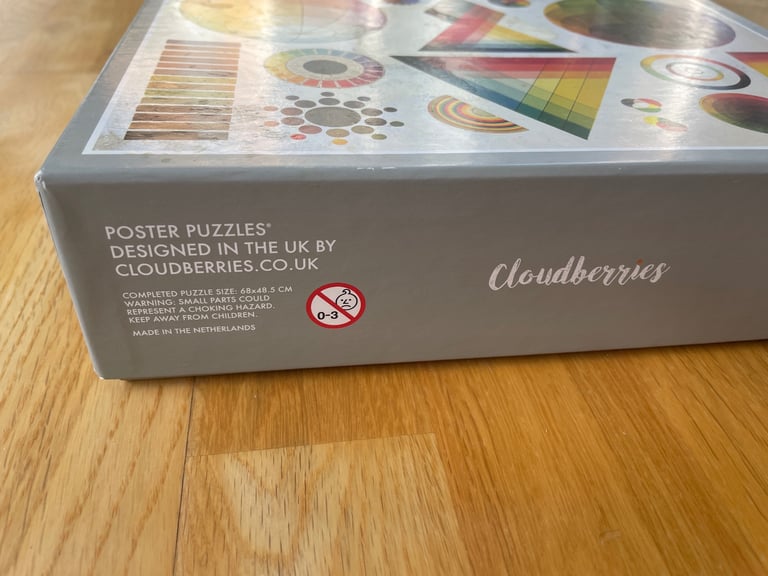 POSTER PUZZLES®
DESIGNED IN THE UK BY
CLOUDBERRIES.CO.UK
COMPLETED PUZZLE SIZE: 68x48.5 CM
WARNING: SMALL PARTS COULD
REPRESENT A CHOKING HAZARD.
KEEP AWAY FROM CHILDREN.
MADE IN THE NETHERLANDS
0-3
Cloudberries